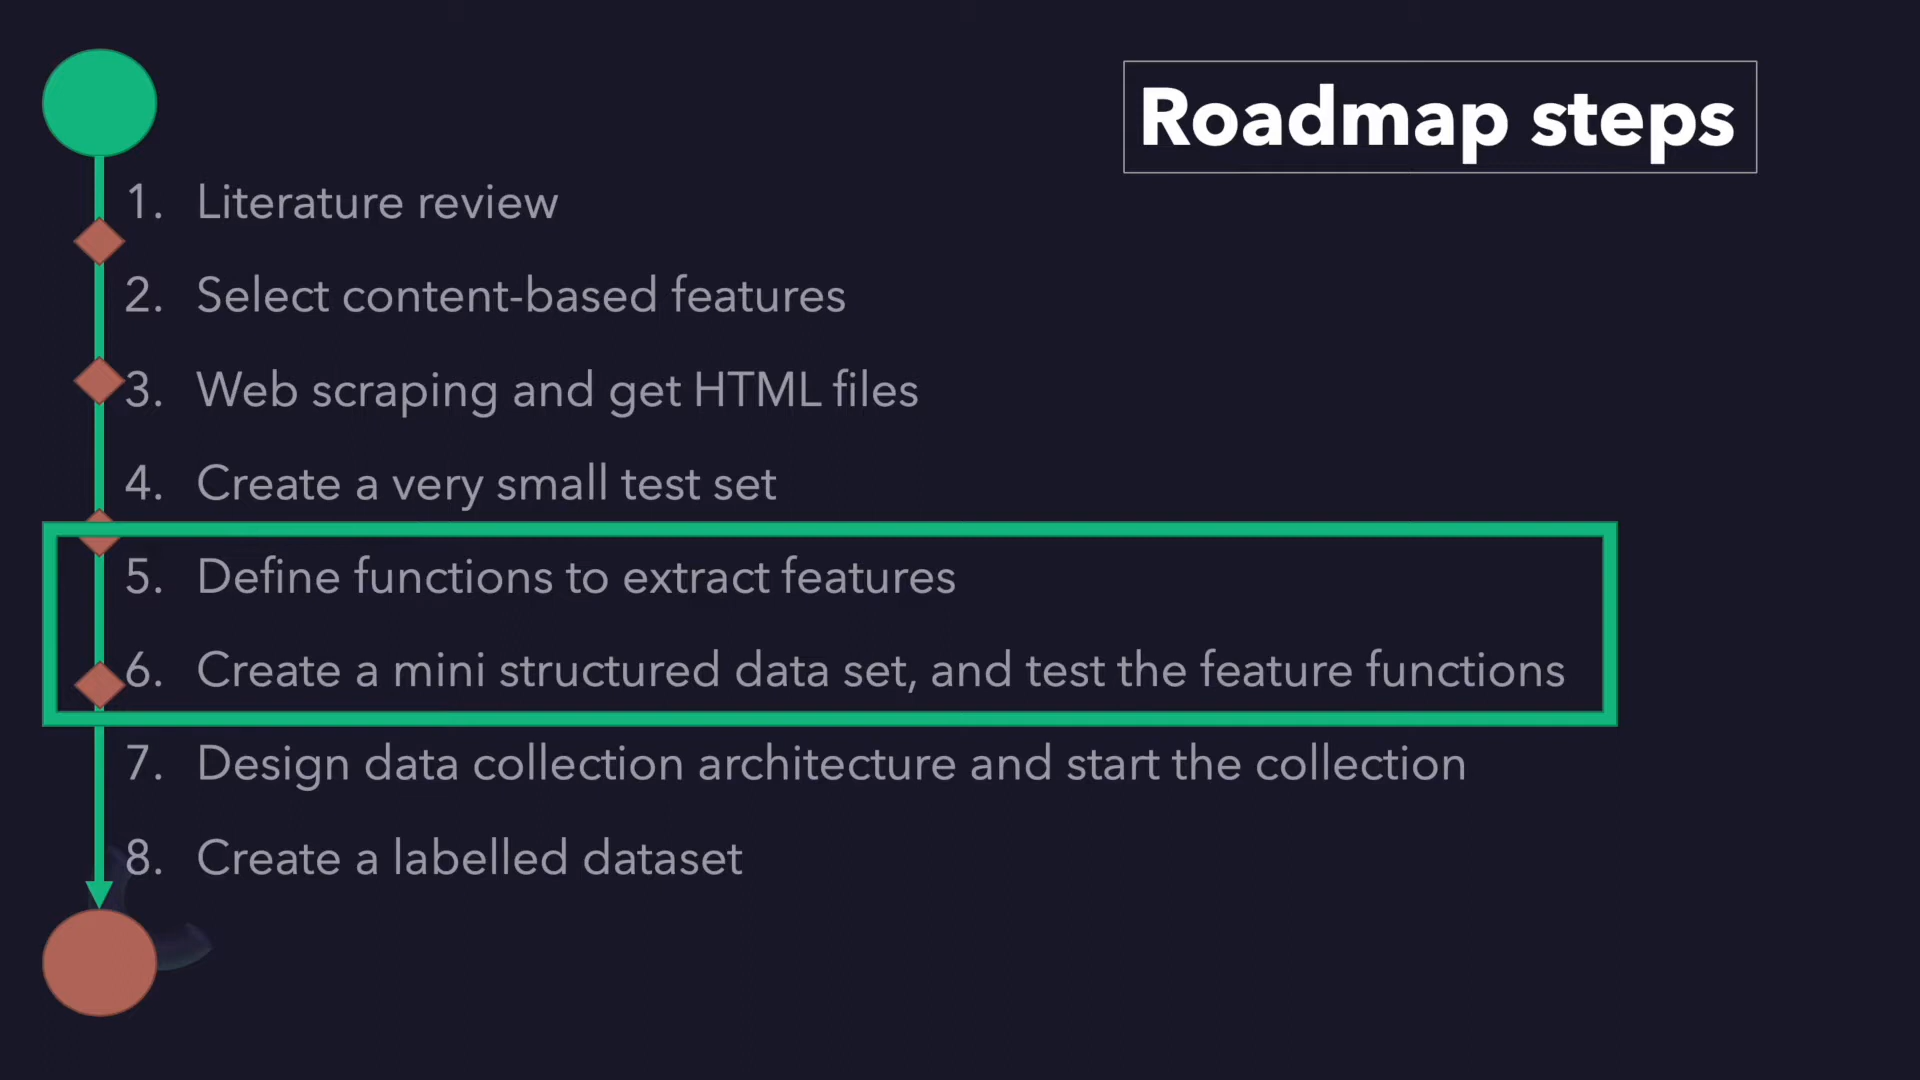 Roadmap steps
1. Literature review
2. Select content-based features
3. Web scraping and get HTML files
4. Create a very small test set
5. Define functions to extract features
6. Create a mini structured data set, and test the feature functions
7. Design data collection architecture and start the collection
8. Create a labelled dataset